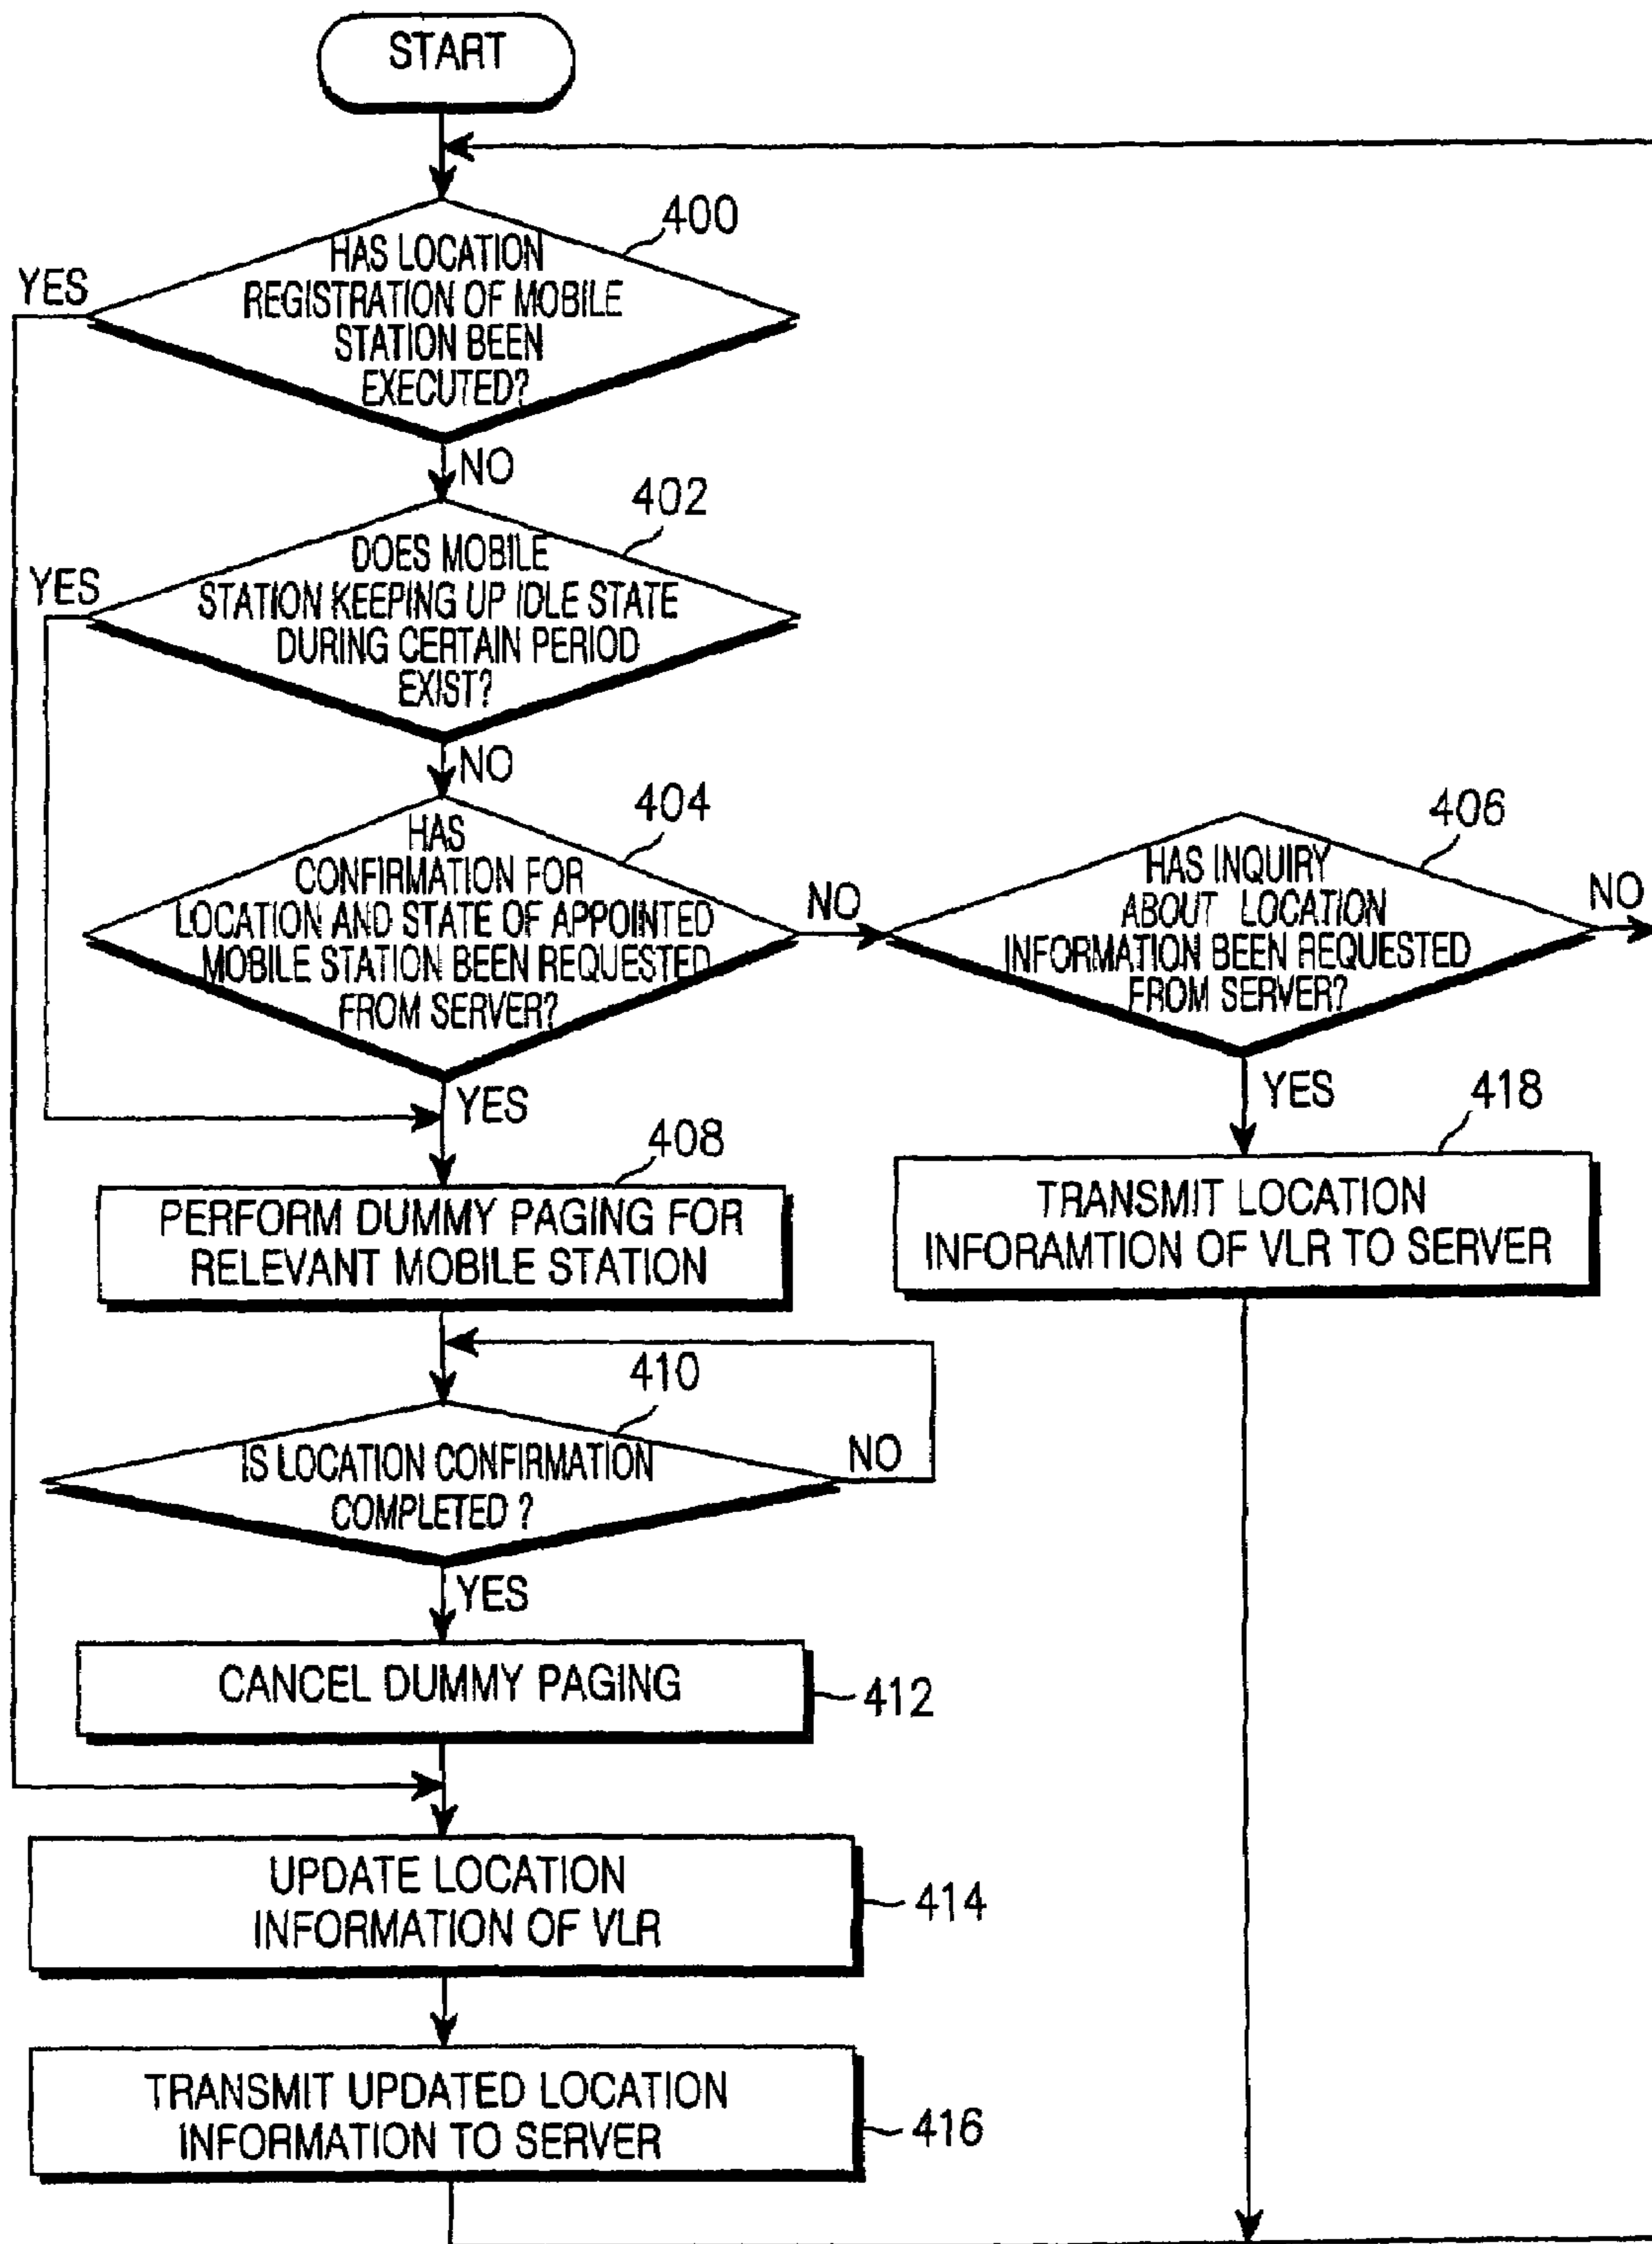 START
400
HAS LOCATION
REGISTRATION OF MOBILE
STATION BEEN
EXECUTED?
YES
NO
402
DOES MOBILE
STATION KEEPING UP IDLE STATE
DURING CERTAIN PERIOD
EXIST?
YES
NO
404
HAS
CONFIRMATION FOR
LOCATION AND STATE OF APPOINTED
MOBILE STATION BEEN REQUESTED
FROM SERVER?
NO
YES
406
HAS INQUIRY
ABOUT LOCATION
INFORMATION BEEN REQUESTED
FROM SERVER?
NO
YES
408
PERFORM DUMMY PAGING FOR
RELEVANT MOBILE STATION
418
TRANSMIT LOCATION
INFORAMTION OF VLR TO SERVER
410
IS LOCATION CONFIRMATION
COMPLETED ?
NO
YES
CANCEL DUMMY PAGING
412
UPDATE LOCATION
INFORMATION OF VLR
414
TRANSMIT UPDATED LOCATION
INFORMATION TO SERVER
416